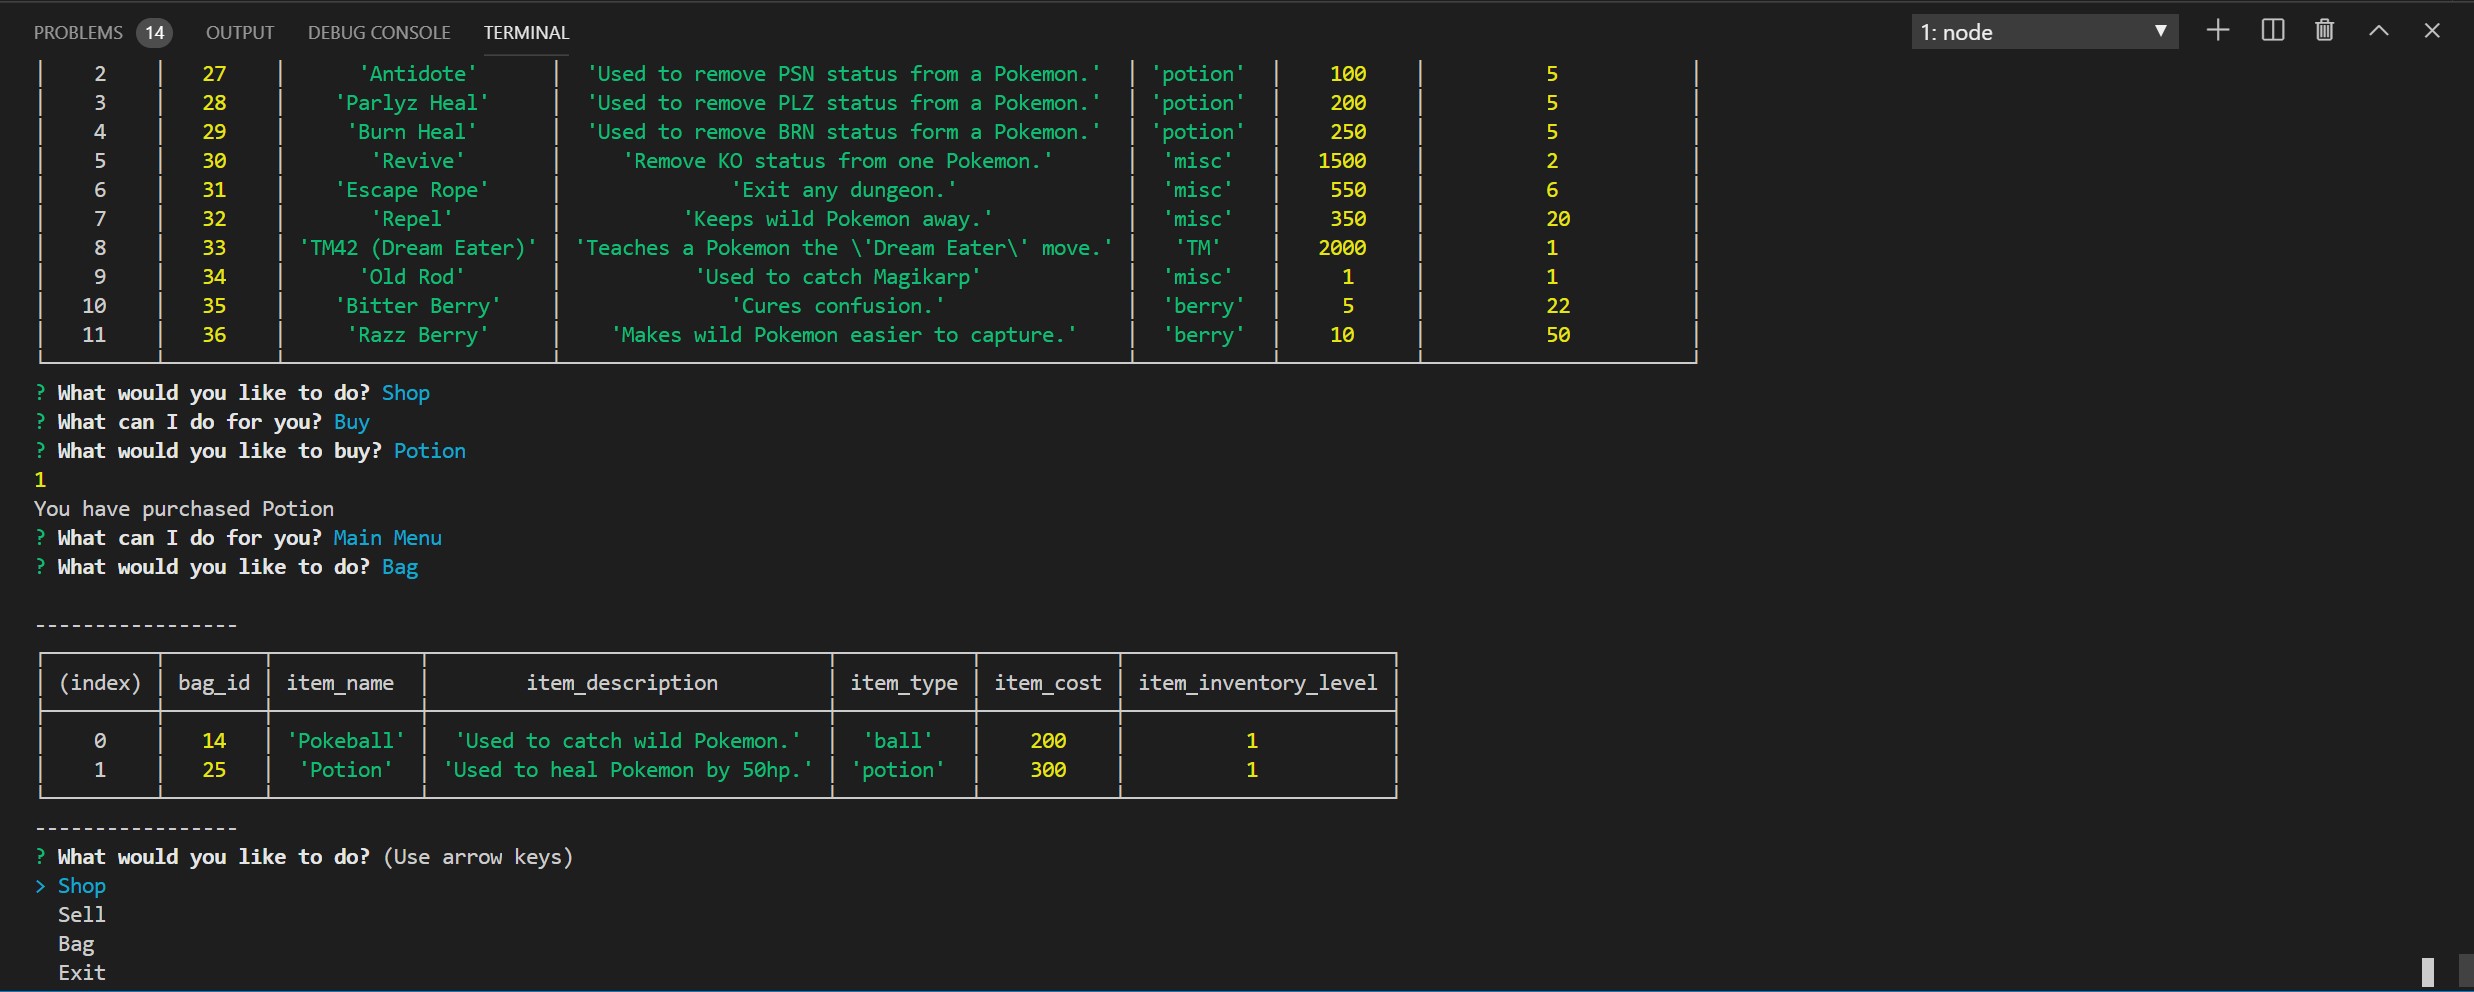 PROBLEMS 14 OUTPUT DEBUG CONSOLE TERMINAL 1: node
2 27 'Antidote' 'Used to remove PSN status from a Pokemon.' 'potion' 100 5
3 28 'Parlyz Heal' 'Used to remove PLZ status from a Pokemon.' 'potion' 200 5
4 29 'Burn Heal' 'Used to remove BRN status form a Pokemon.' 'potion' 250 5
5 30 'Revive' 'Remove KO status from one Pokemon.' 'misc' 1500 2
6 31 'Escape Rope' 'Exit any dungeon.' 'misc' 550 6
7 32 'Repel' 'Keeps wild Pokemon away.' 'misc' 350 20
8 33 'TM42 (Dream Eater)' 'Teaches a Pokemon the \'Dream Eater\' move.' 'TM' 2000 1
9 34 'Old Rod' 'Used to catch Magikarp' 'misc' 1 1
10 35 'Bitter Berry' 'Cures confusion.' 'berry' 5 22
11 36 'Razz Berry' 'Makes wild Pokemon easier to capture.' 'berry' 10 50
? What would you like to do? Shop
? What can I do for you? Buy
? What would you like to buy? Potion
1
You have purchased Potion
? What can I do for you? Main Menu
? What would you like to do? Bag
-----------------
(index) bag_id item_name item_description item_type item_cost item_inventory_level
0 14 'Pokeball' 'Used to catch wild Pokemon.' 'ball' 200 1
1 25 'Potion' 'Used to heal Pokemon by 50hp.' 'potion' 300 1
-----------------
? What would you like to do? (Use arrow keys)
> Shop
Sell
Bag
Exit